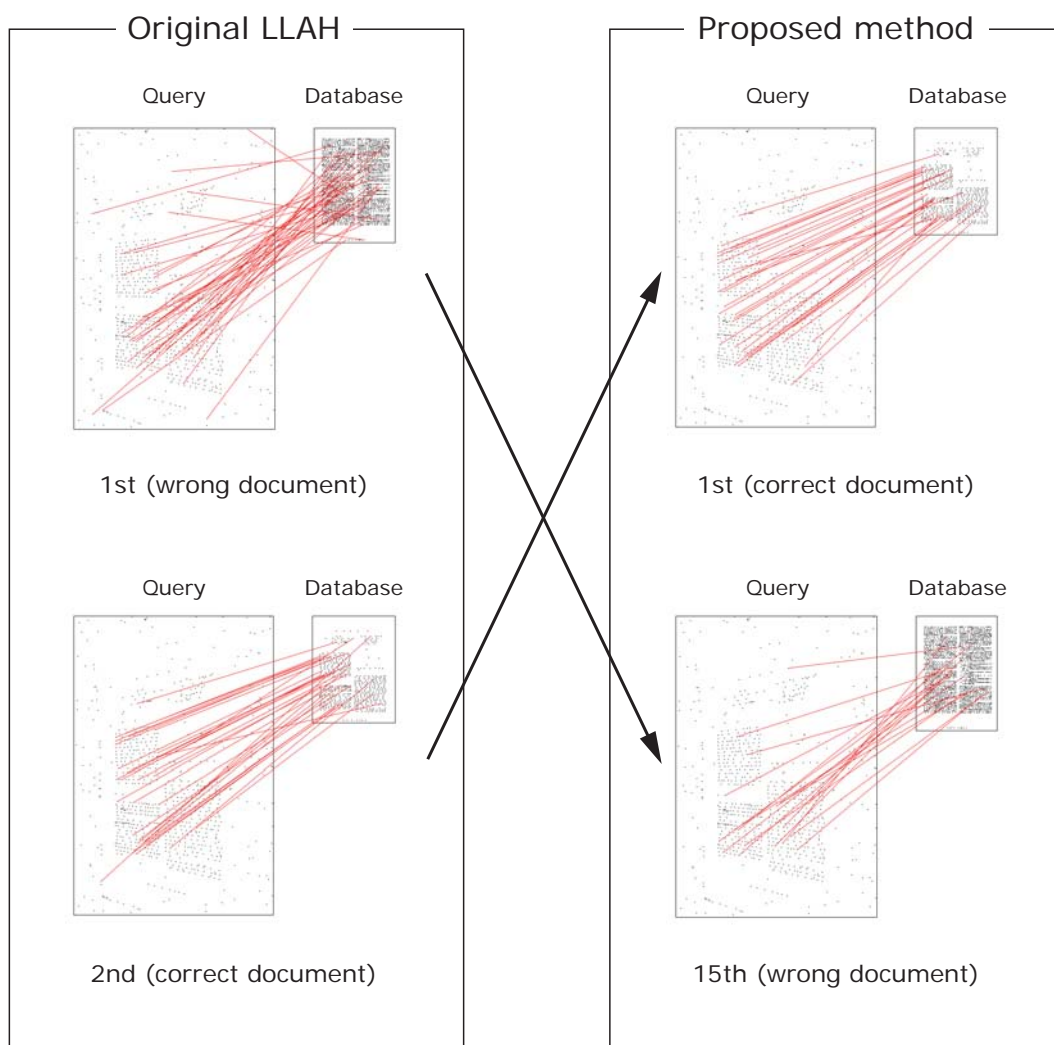 Original LLAH
Proposed method
Query
Database
1st (wrong document)
Query
Database
2nd (correct document)
Query
Database
1st (correct document)
Query
Database
15th (wrong document)